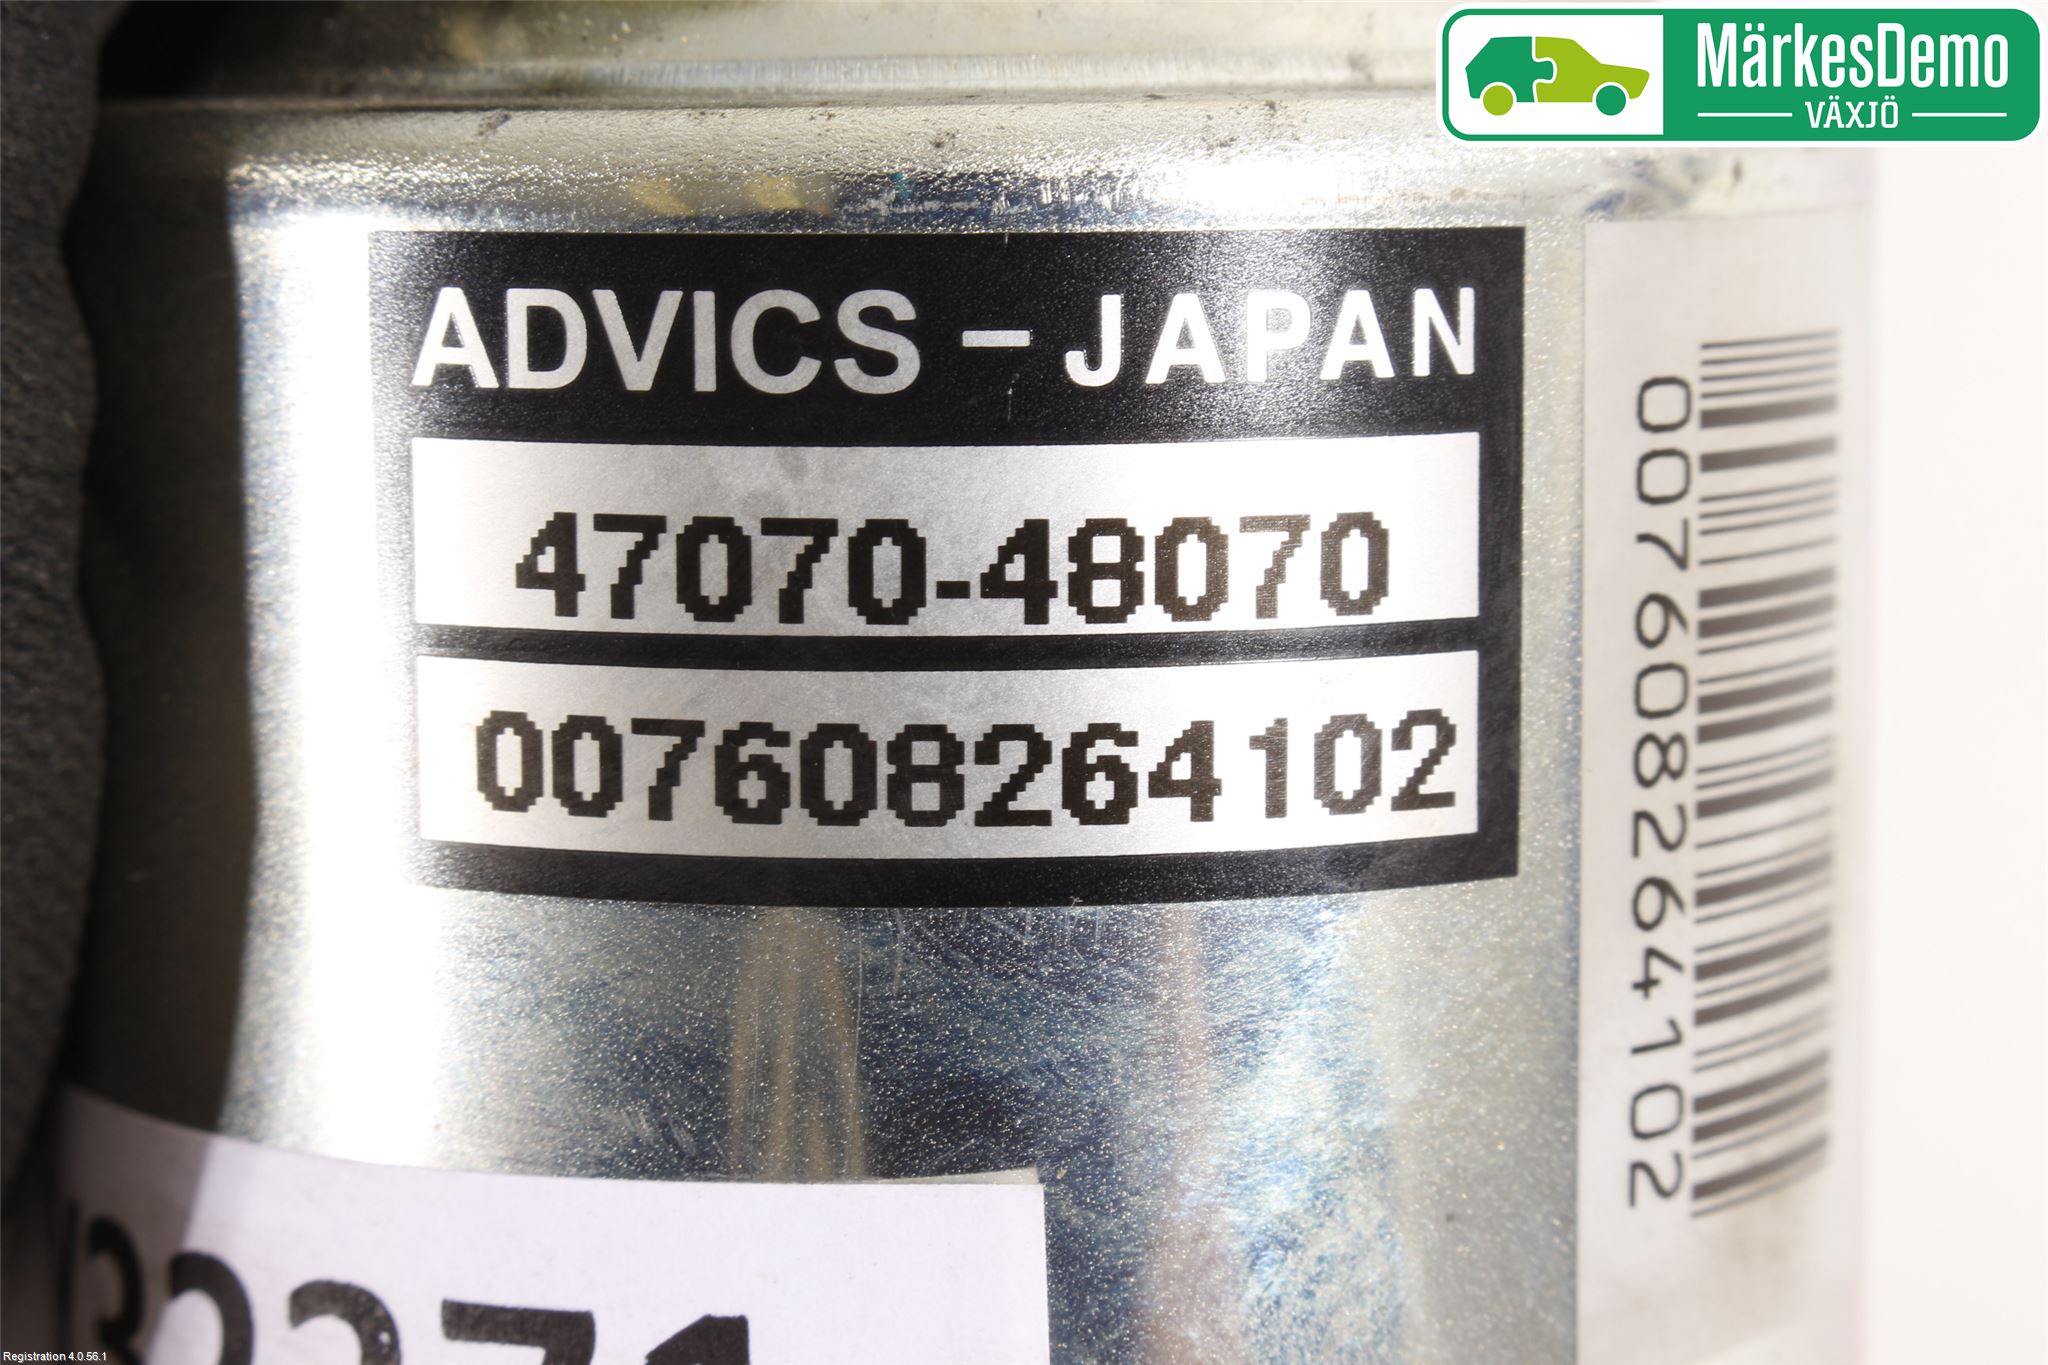 MärkesDemo
VÄXJÖ
ADVICS - JAPAN
47070-48070
007608264102
007608264102
Registration 4.0.56.1